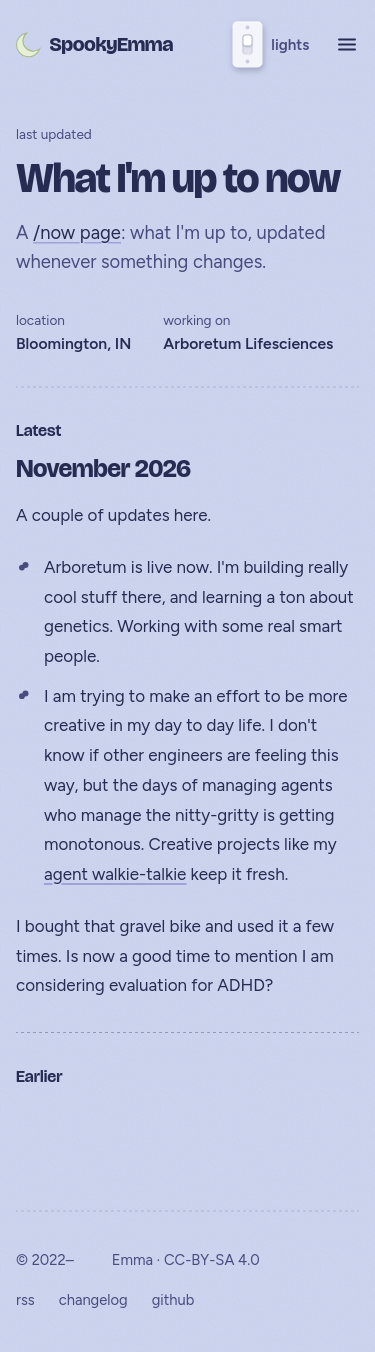 SpookyEmma
lights
last updated
What I'm up to now
A /now page: what I'm up to, updated
whenever something changes.
location
working on
Bloomington, IN
Arboretum Lifesciences
Latest
November 2026
A couple of updates here.
Arboretum is live now. I'm building really
cool stuff there, and learning a ton about
genetics. Working with some real smart
people.
I am trying to make an effort to be more
creative in my day to day life. I don't
know if other engineers are feeling this
way, but the days of managing agents
who manage the nitty-gritty is getting
monotonous. Creative projects like my
agent walkie-talkie keep it fresh.
I bought that gravel bike and used it a few
times. Is now a good time to mention I am
considering evaluation for ADHD?
Earlier
© 2022– Emma · CC-BY-SA 4.0
rss changelog github